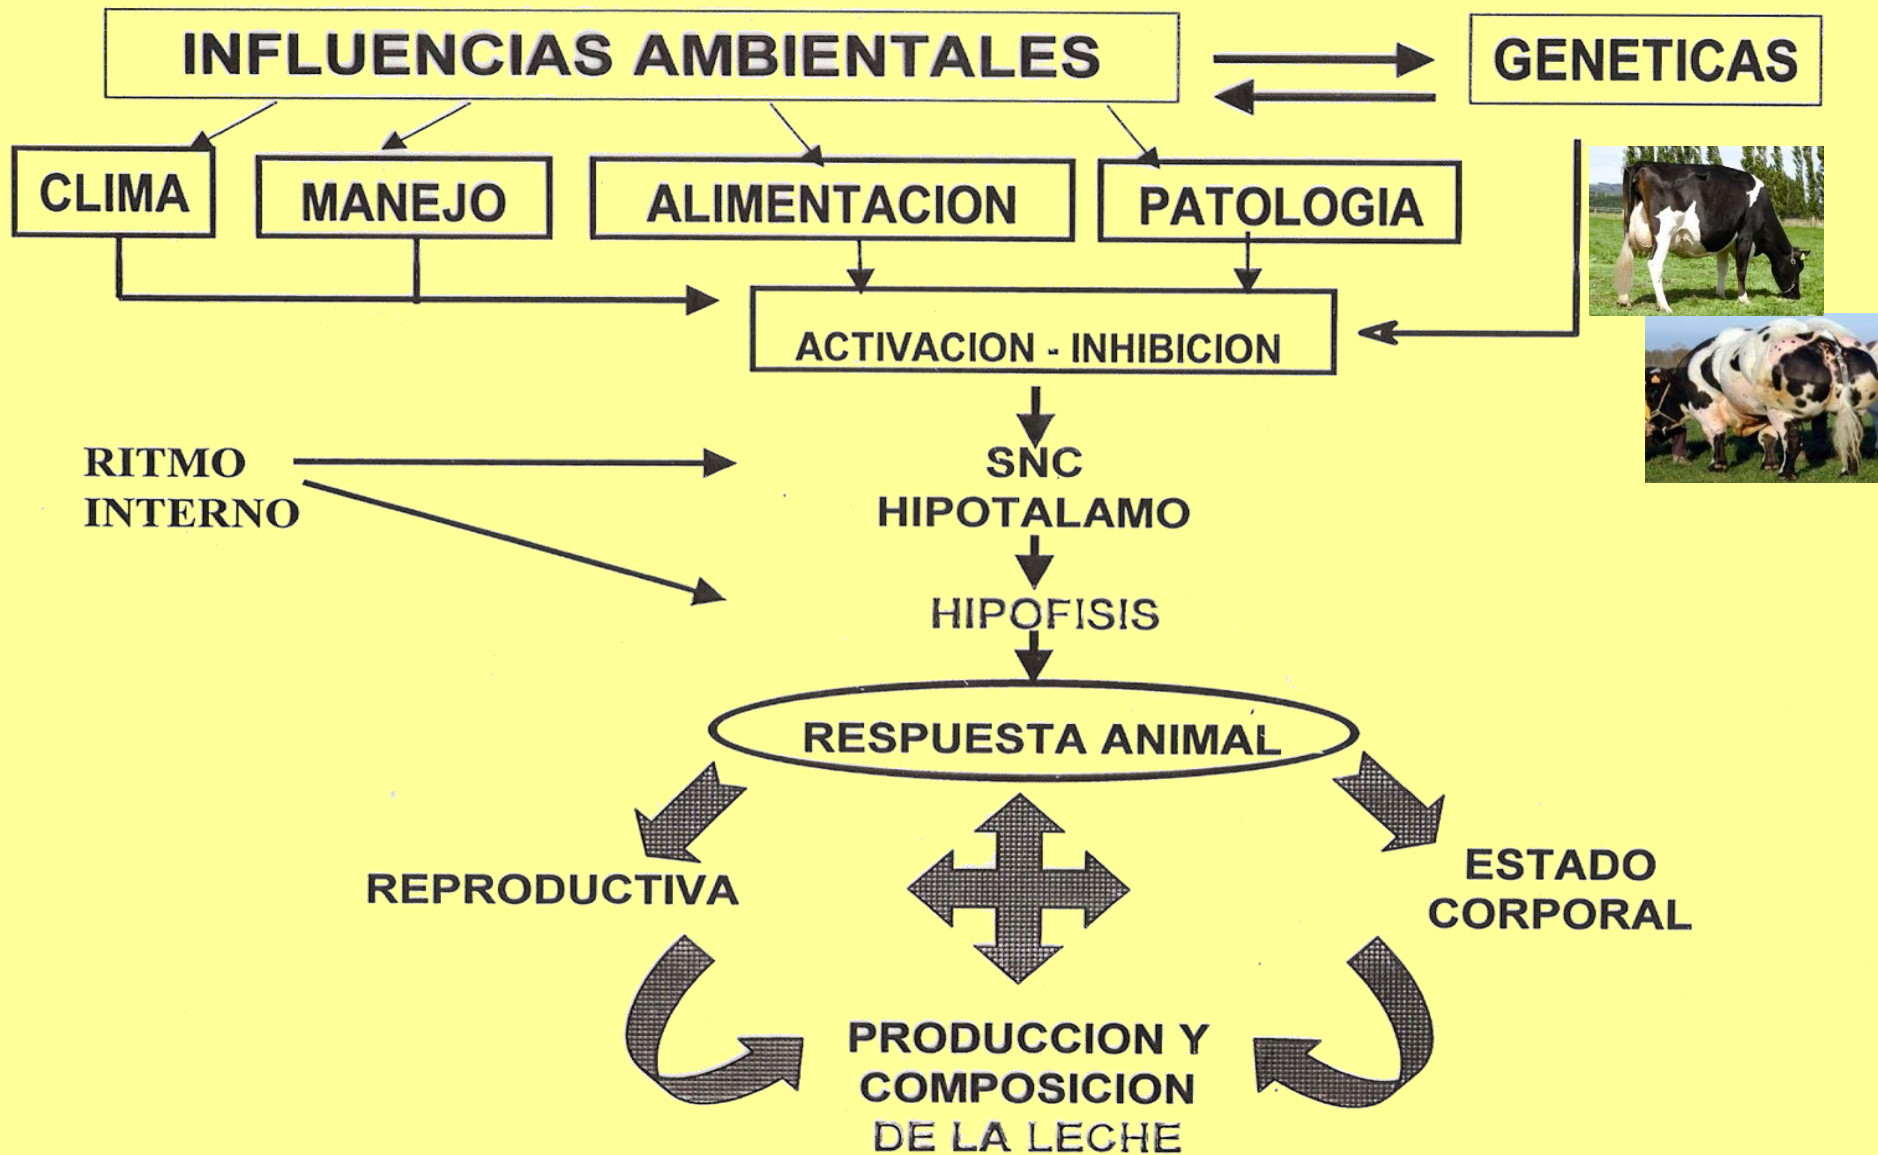 INFLUENCIAS AMBIENTALES
GENETICAS
CLIMA
MANEJO
ALIMENTACION
PATOLOGIA
ACTIVACION - INHIBICION
RITMO
INTERNO
SNC
HIPOTALAMO
HIPOFISIS
RESPUESTA ANIMAL
REPRODUCTIVA
ESTADO
CORPORAL
PRODUCCION Y
COMPOSICION
DE LA LECHE